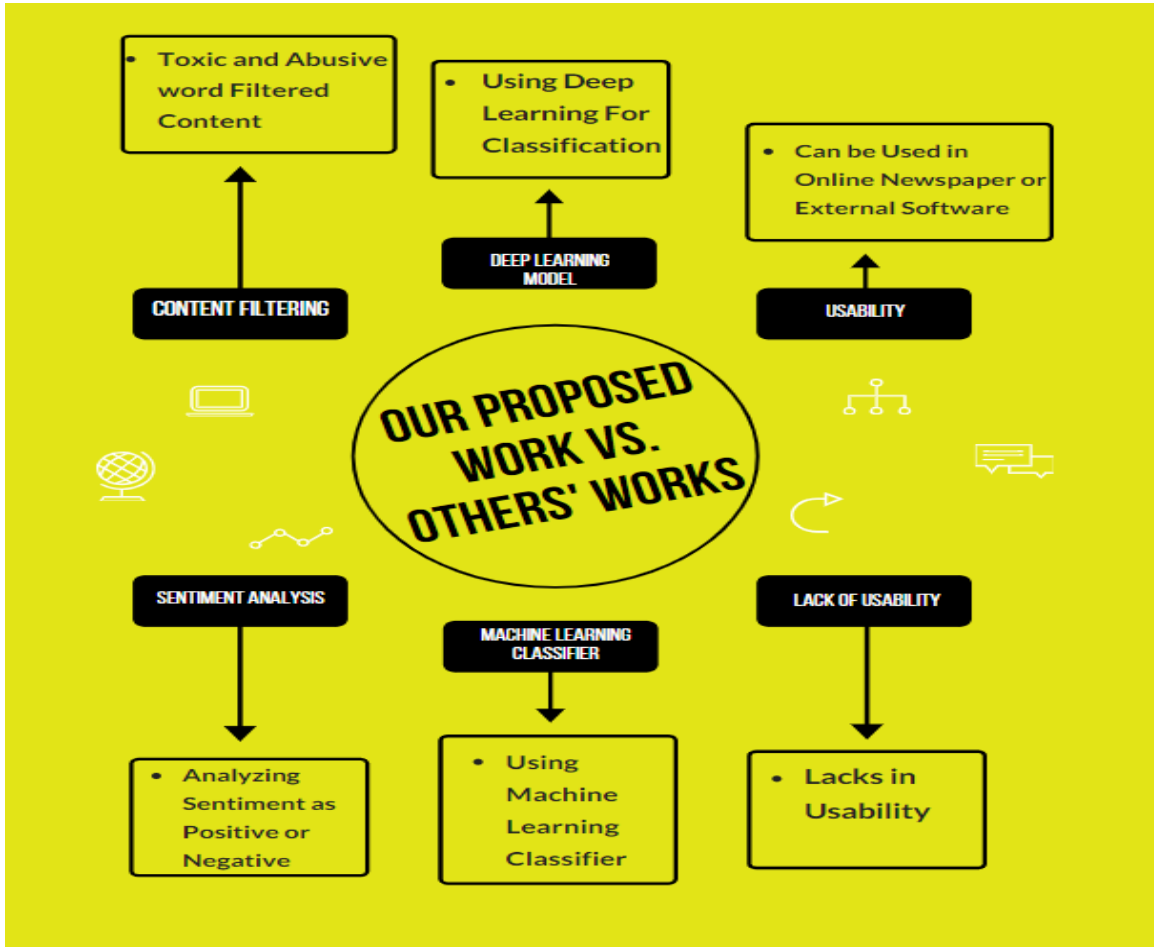 Toxic and Abusive
word Filtered
Content
Using Deep
Learning For
Classification
Can be Used in
Online Newspaper or
External Software
CONTENT FILTERING
DEEP LEARNING
MODEL
USABILITY
OUR PROPOSED
WORK VS.
OTHERS' WORKS
SENTIMENT ANALYSIS
MACHINE LEARNING
CLASSIFIER
LACK OF USABILITY
Analyzing
Sentiment as
Positive or
Negative
Using
Machine
Learning
Classifier
Lacks in
Usability